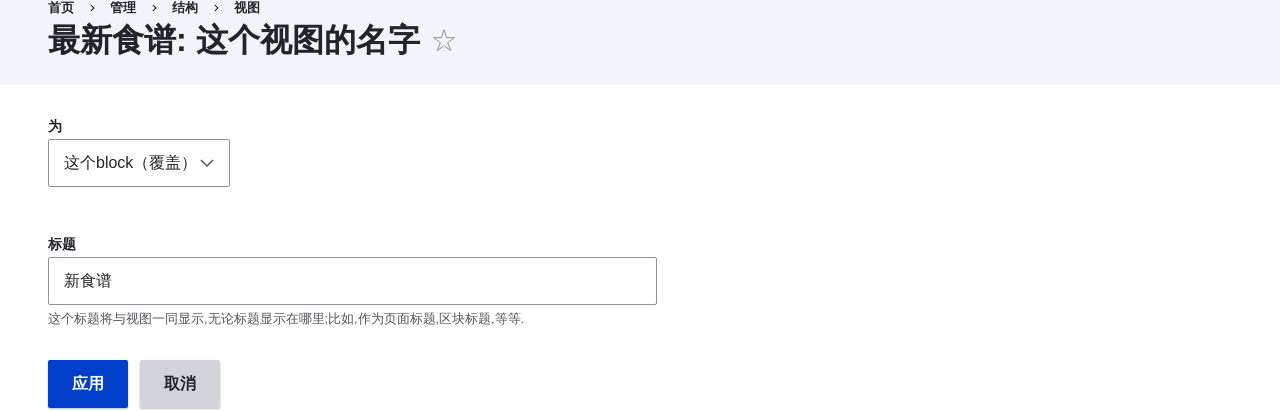 首页 › 管理 › 结构 › 视图
最新食谱: 这个视图的名字
为
这个block（覆盖）
标题
新食谱
这个标题将与视图一同显示,无论标题显示在哪里;比如,作为页面标题,区块标题,等等.
应用 取消